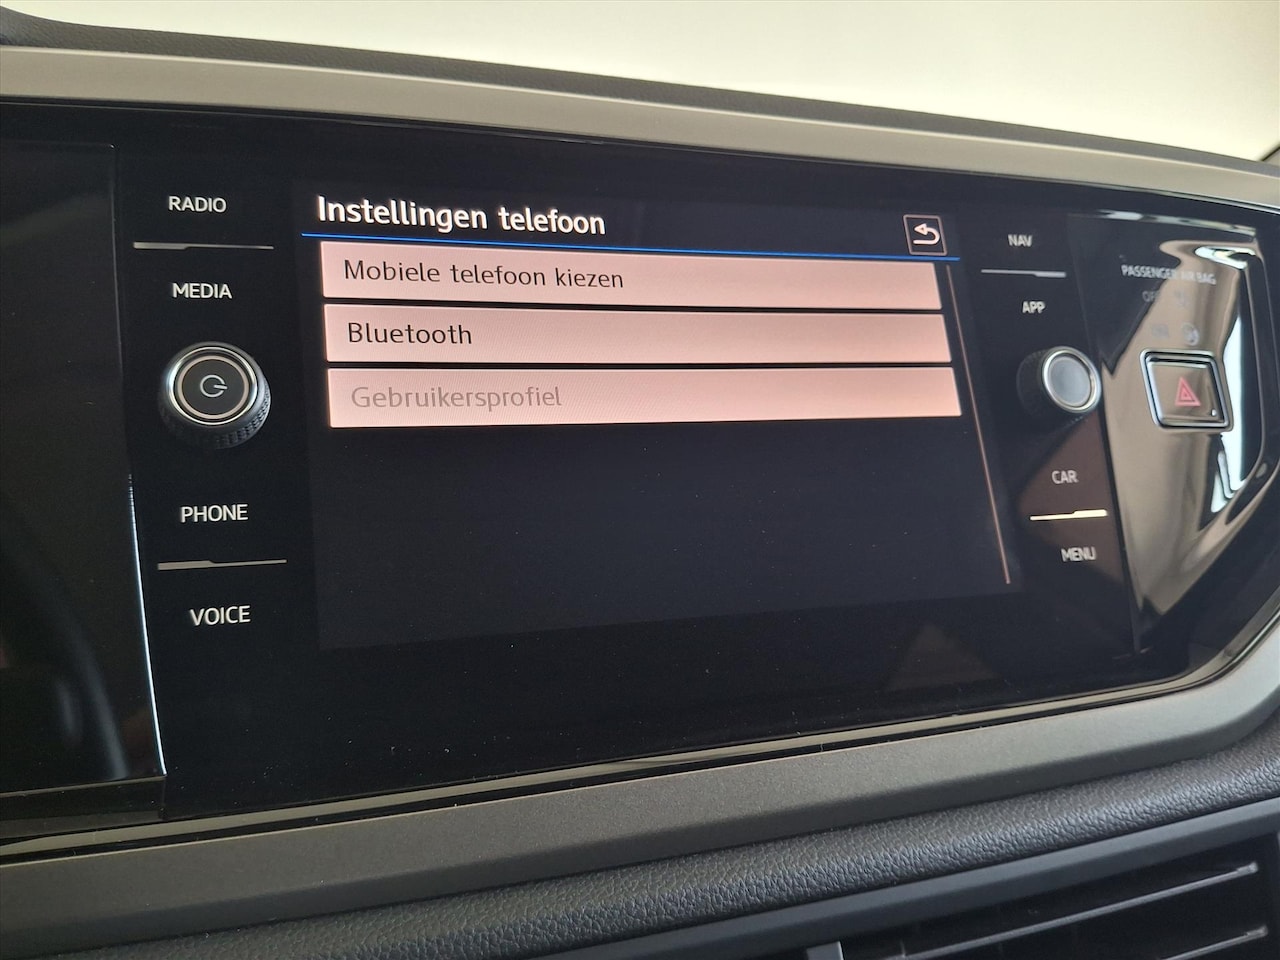 RADIO
MEDIA
PHONE
VOICE
Instellingen telefoon
Mobiele telefoon kiezen
Bluetooth
Gebruikersprofiel
NAV
APP
CAR
MENU
PASSENGER AIR BAG